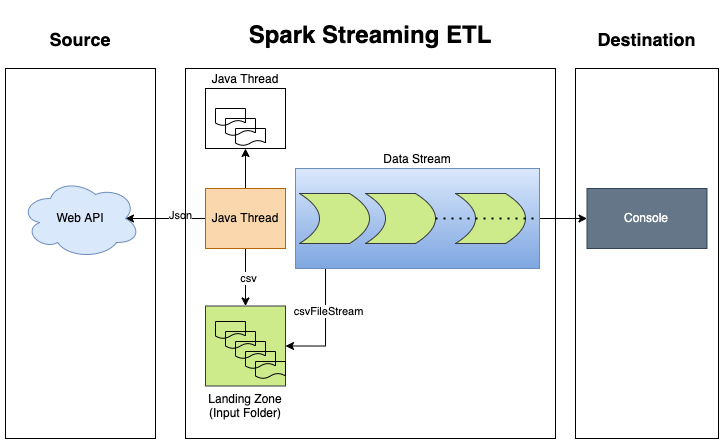 Source
Spark Streaming ETL
Destination
Java Thread
Data Stream
Web API
Json
Java Thread
Console
csv
csvFileStream
Landing Zone
(Input Folder)